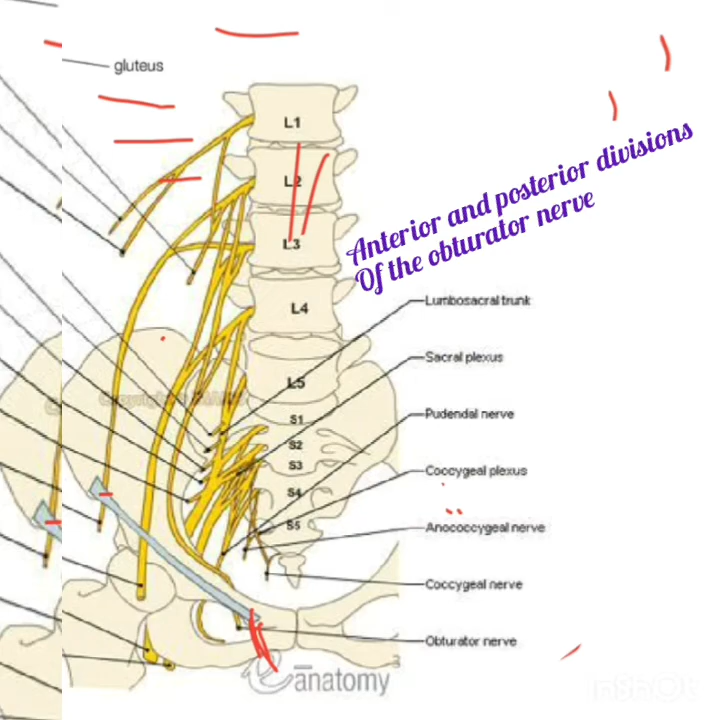 gluteus
L1
L2
Anterior and posterior divisions
Of the obturator nerve
L3
Lumbosacral trunk
L4
Sacral plexus
L5
Pudendal nerve
S1
S2
S3
Coccygeal plexus
S4
S5
Anococcygeal nerve
Coccygeal nerve
Obturator nerve
anatomy